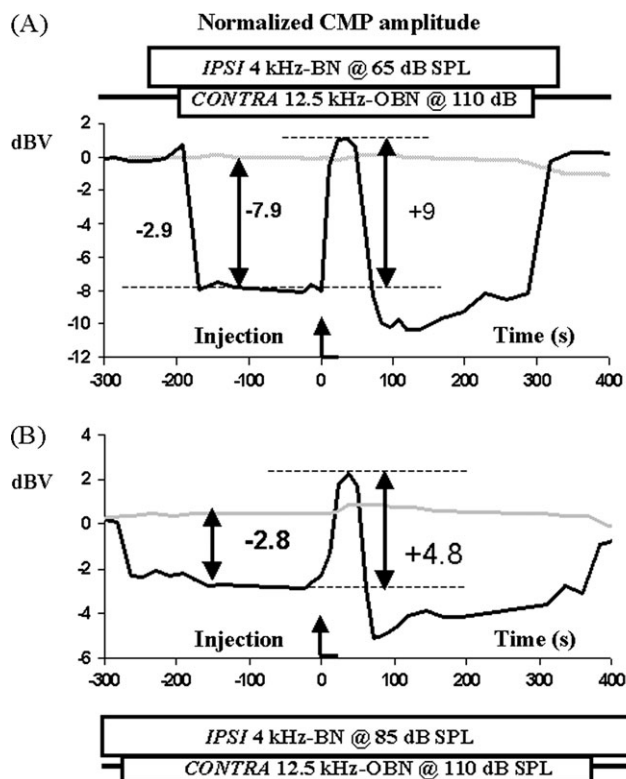 (A) Normalized CMP amplitude
IPSI 4 kHz-BN @ 65 dB SPL
CONTRA 12.5 kHz-OBN @ 110 dB
dBV
2
0
-2
-4
-6
-8
-10
-12
-2.9
-7.9
+9
Injection
Time (s)
-300 -200 -100 0 100 200 300 400
(B)
dBV
4
2
0
-2
-4
-6
-2.8
+4.8
Injection
Time (s)
-300 -200 -100 0 100 200 300 400
IPSI 4 kHz-BN @ 85 dB SPL
CONTRA 12.5 kHz-OBN @ 110 dB SPL